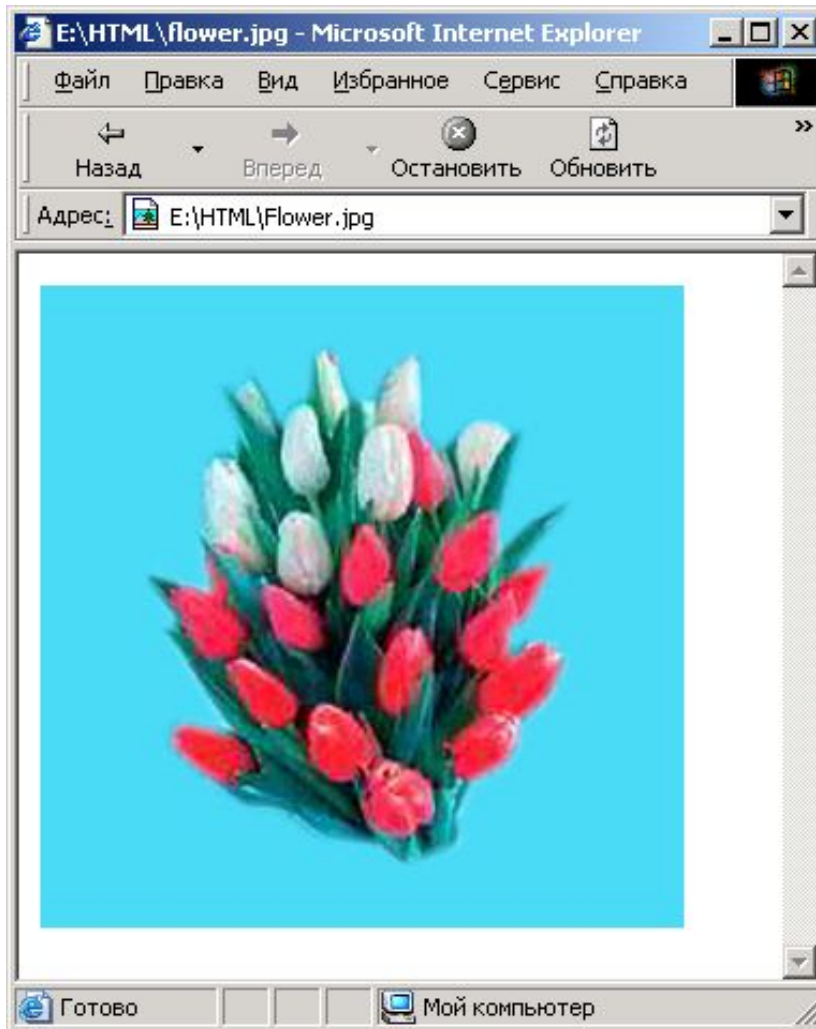 E:\HTML\flower.jpg - Microsoft Internet Explorer
Файл Правка Вид Избранное Сервис Справка
Назад Вперед Остановить Обновить »
Адрес: E:\HTML\Flower.jpg
Готово Мой компьютер